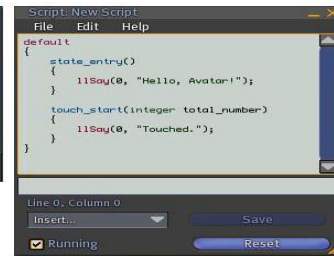 Script: New Script
File Edit Help
default
{
state_entry()
{
llSay(0, "Hello, Avatar!");
}
touch_start(integer total_number)
{
llSay(0, "Touched.");
}
}
Line 0, Column 0
Insert...
Save
Running
Reset